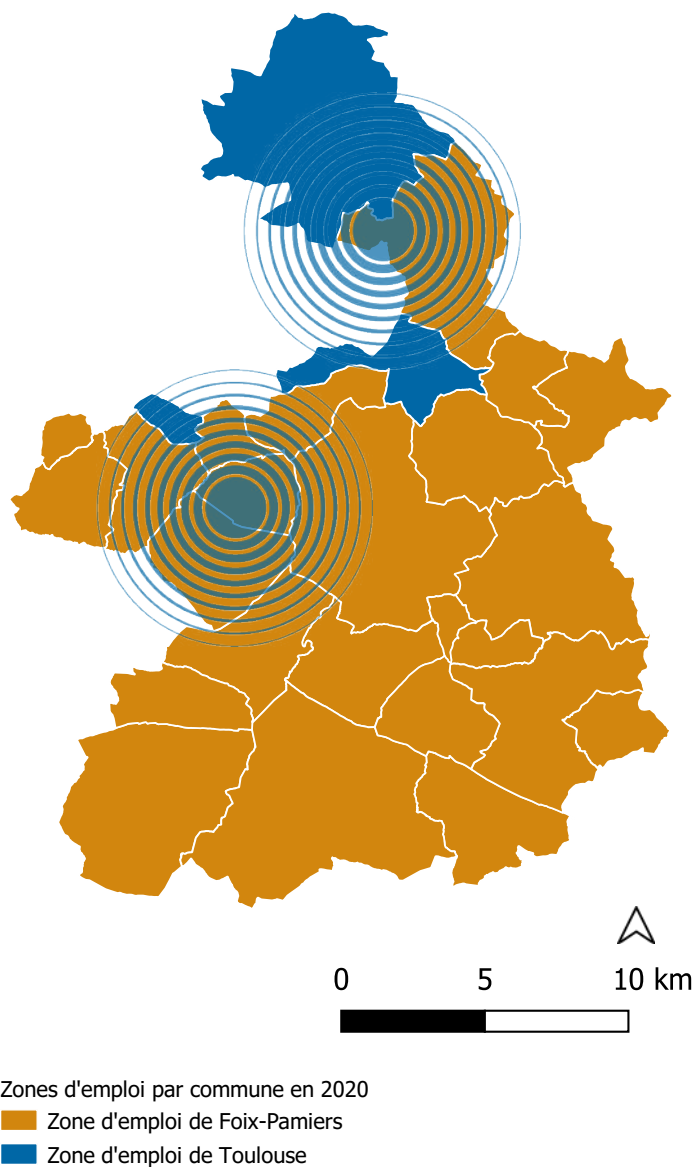 0 5 10 km
Zones d'emploi par commune en 2020
Zone d'emploi de Foix-Pamiers
Zone d'emploi de Toulouse